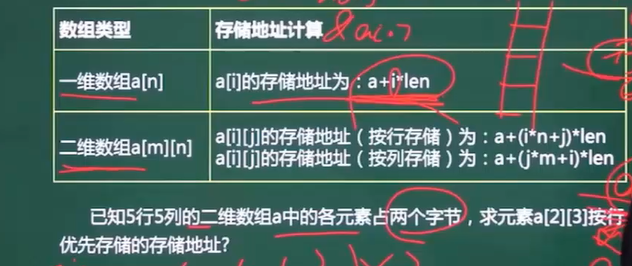 数组类型 存储地址计算 &a[i]
一维数组a[n] a[i]的存储地址为：a+i*len
二维数组a[m][n] a[i][j]的存储地址（按行存储）为：a+(i*n+j)*len
a[i][j]的存储地址（按列存储）为：a+(j*m+i)*len
已知5行5列的二维数组a中的各元素占两个字节，求元素a[2][3]按行
优先存储的存储地址？